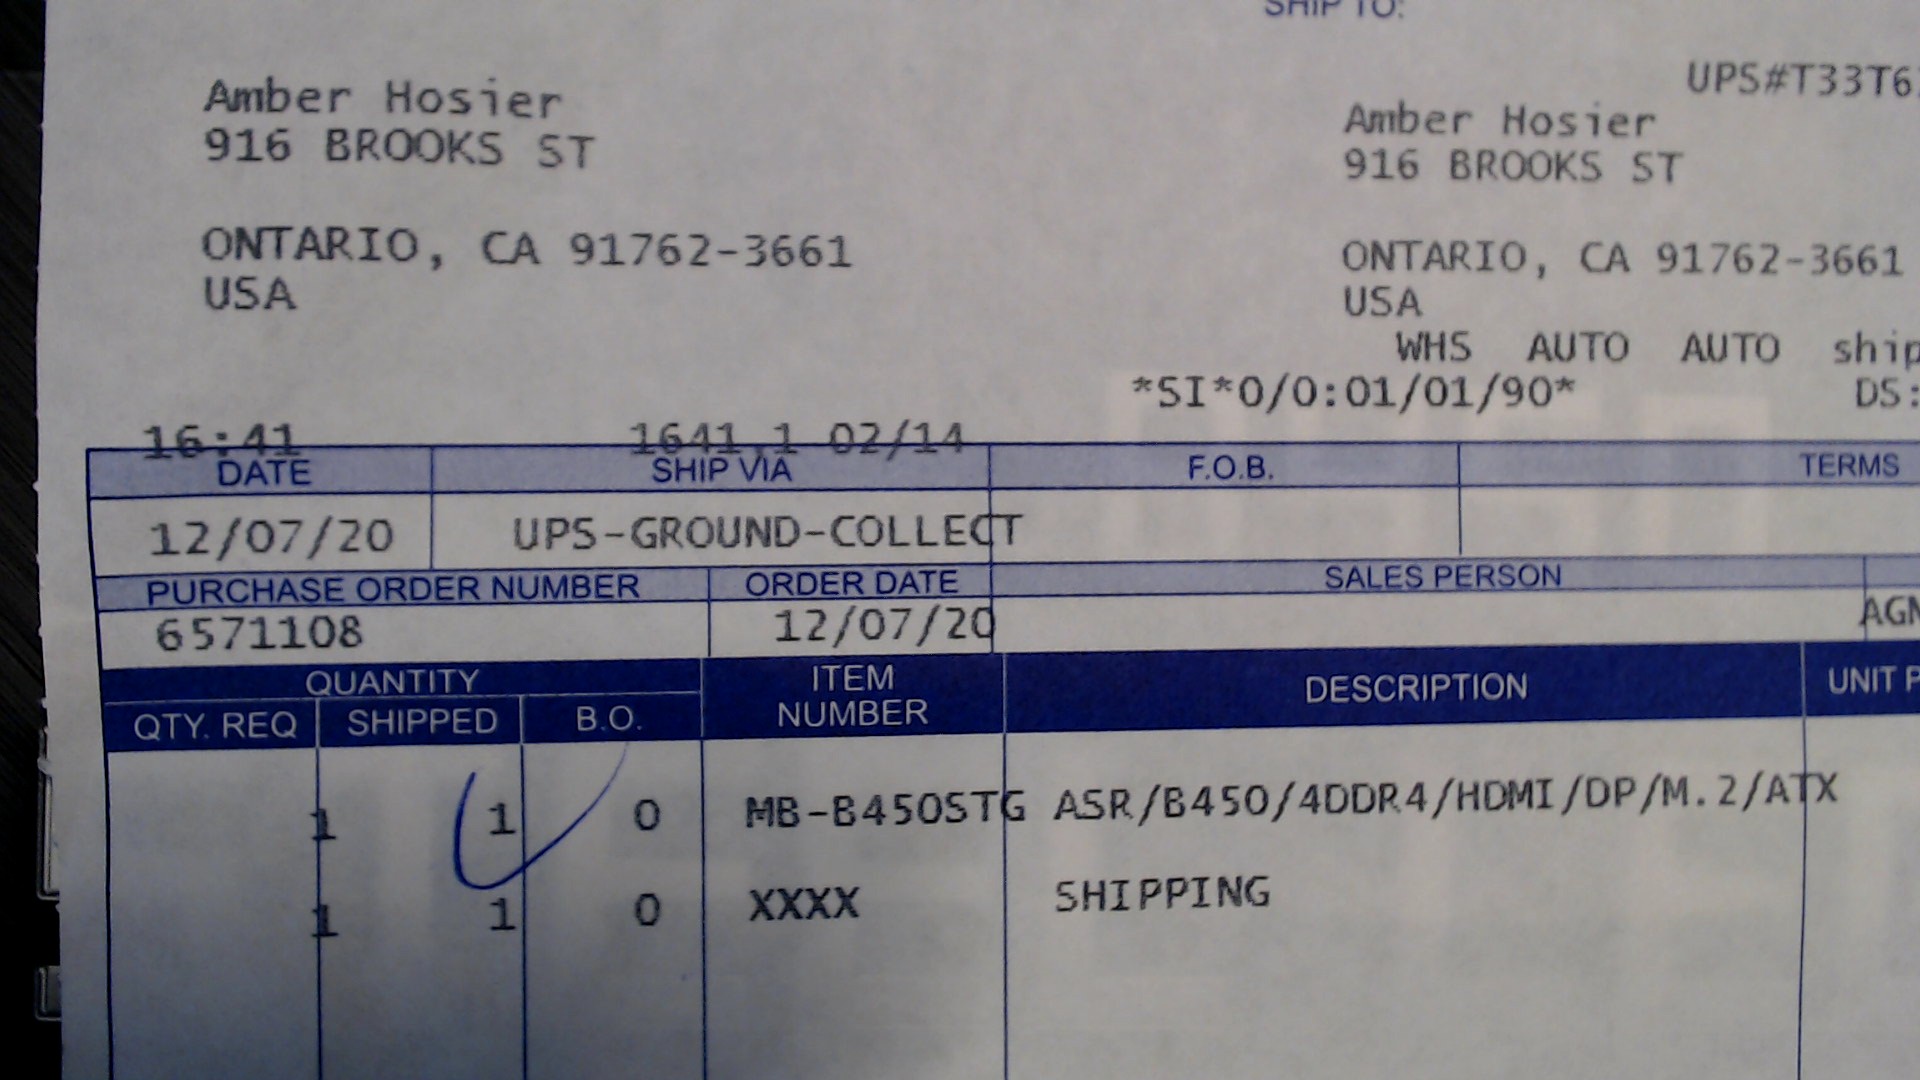 SHIP TO:
UPS#T33T6
Amber Hosier
916 BROOKS ST
ONTARIO, CA 91762-3661
USA
Amber Hosier
916 BROOKS ST
ONTARIO, CA 91762-3661
USA
WHS AUTO AUTO ship
*SI*0/0:01/01/90* DS:
16:41 1641 1 02/14
DATE SHIP VIA F.O.B. TERMS
12/07/20 UPS-GROUND-COLLECT
PURCHASE ORDER NUMBER ORDER DATE SALES PERSON
6571108 12/07/20 AGM
QUANTITY ITEM NUMBER DESCRIPTION UNIT P
QTY. REQ SHIPPED B.O.
1 1 0 MB-B450STG ASR/B450/4DDR4/HDMI/DP/M.2/ATX
1 1 0 XXXX SHIPPING